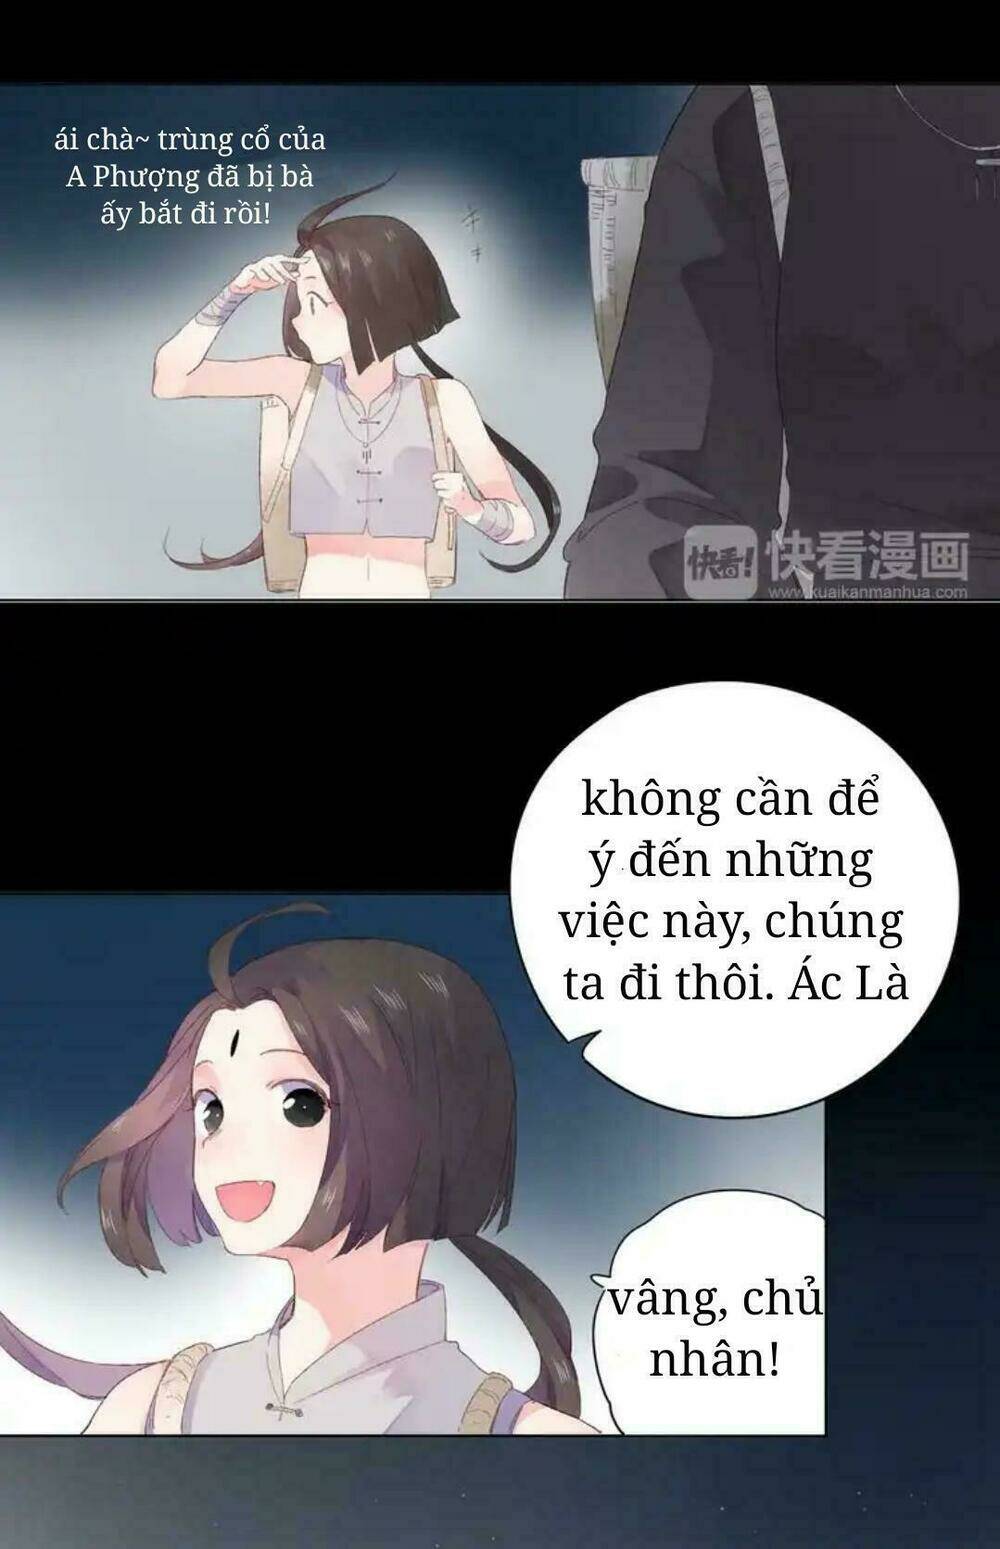 ái chà~ trùng cổ của
A Phượng đã bị bà
ấy bắt đi rồi!
快看!
快看漫画
www.kuaikanmanhua.com
không cần để
ý đến những
việc này, chúng
ta đi thôi. Ác Là
vâng, chủ
nhân!